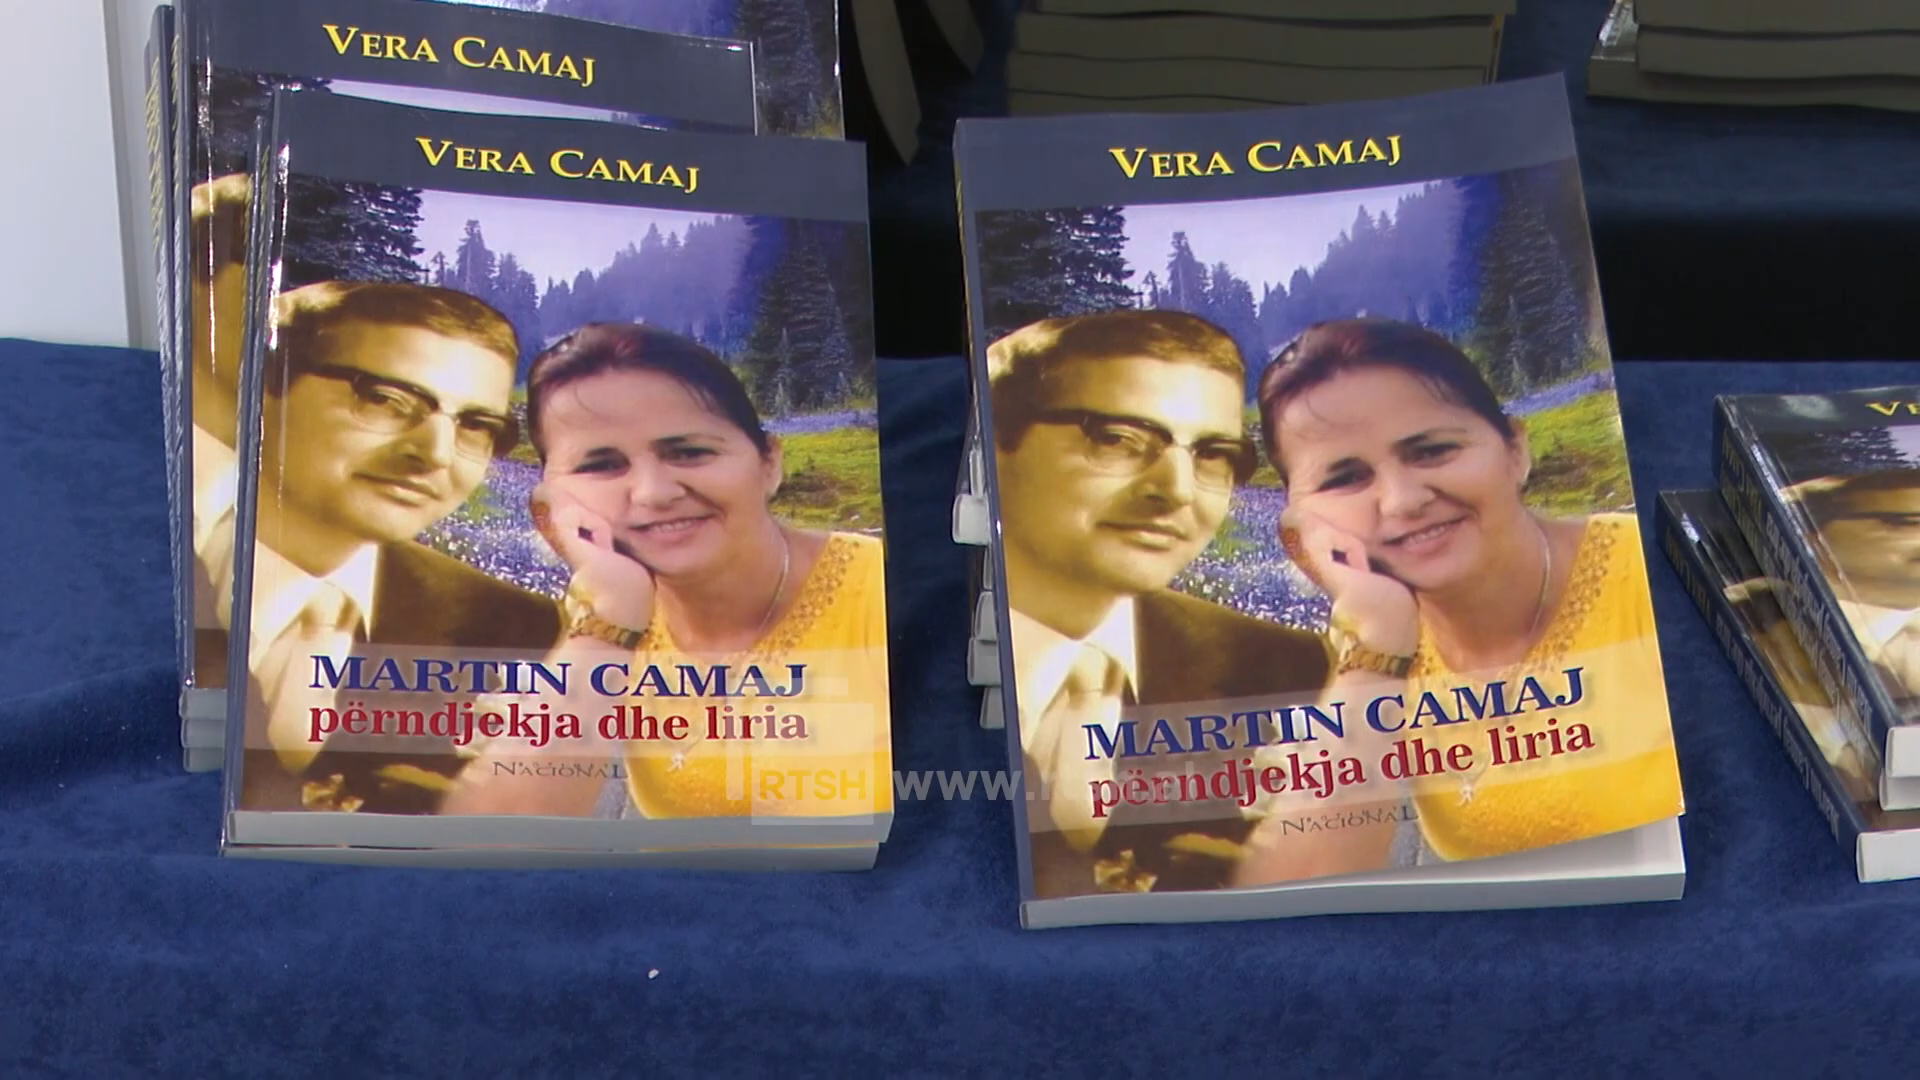 VERA CAMAJ
VERA CAMAJ
MARTIN CAMAJ
përndjekja dhe liria
NACIONAL
VERA CAMAJ
MARTIN CAMAJ
përndjekja dhe liria
NACIONAL
RTSH